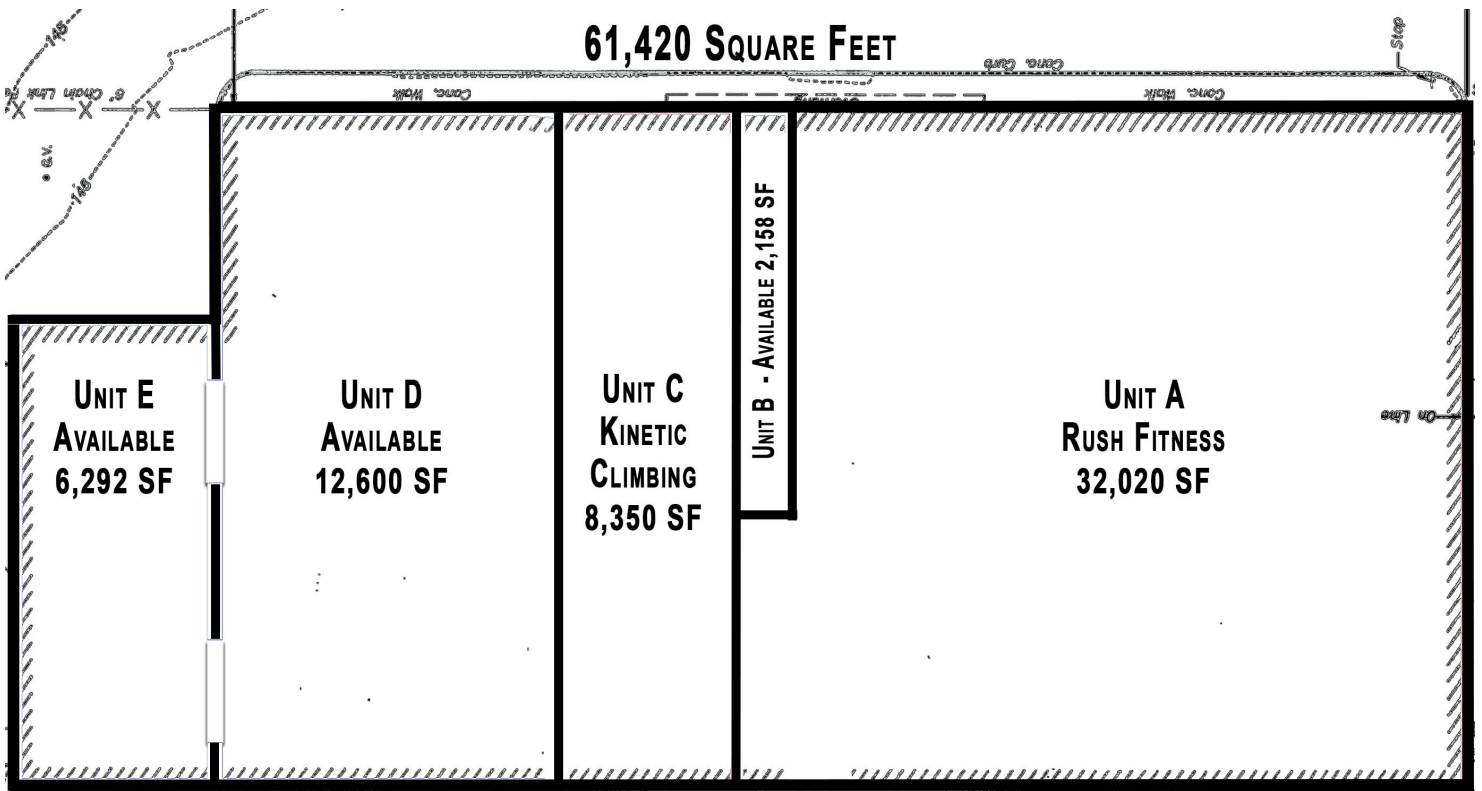 61,420 Square Feet
145
6' Chain Link
Conc. Walk
Conc. Curb
Conc. Walk
Stop
G.V.
145
Unit E
Available
6,292 SF
Unit D
Available
12,600 SF
Unit C
Kinetic
Climbing
8,350 SF
Unit B - Available 2,158 SF
Unit A
Rush Fitness
32,020 SF
On Line